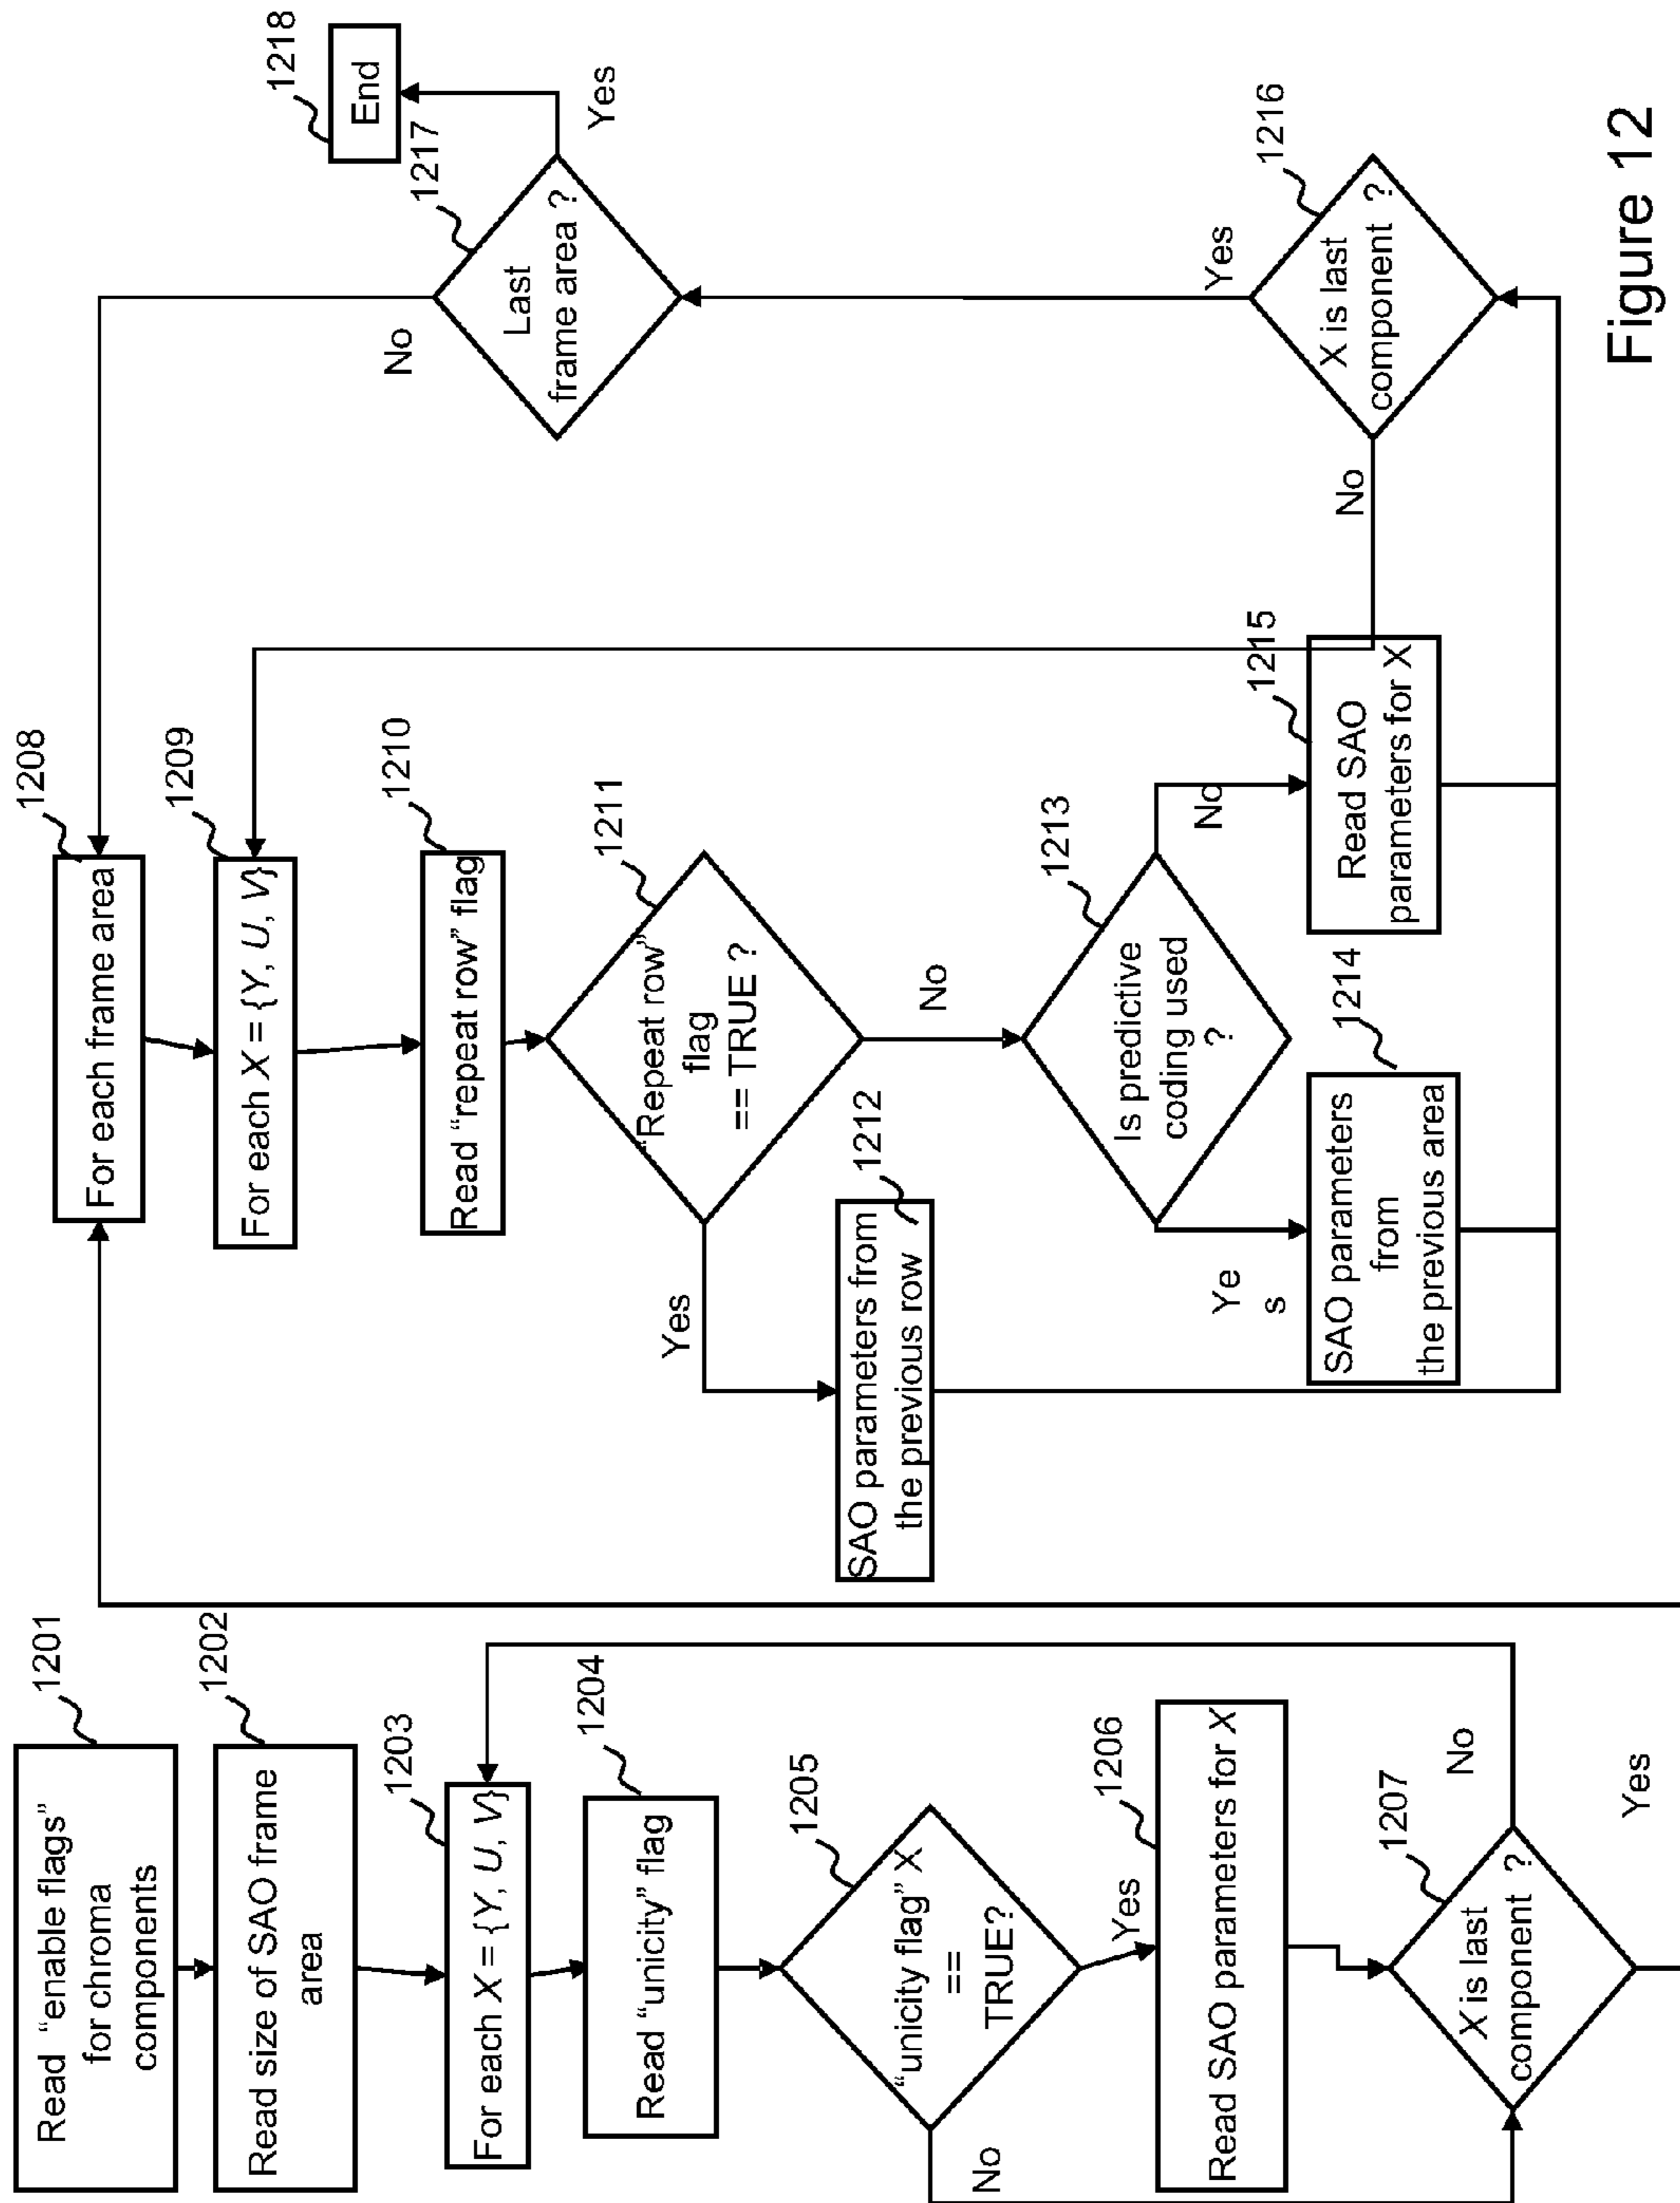 1201
Read “enable flags”
for chroma
components
1202
Read size of SAO frame
area
1203
For each X = {Y, U, V}
1204
Read “unicity” flag
1205
“unicity flag” X
==
TRUE?
No
Yes
1206
Read SAO parameters for X
1207
X is last
component ?
No
Yes
1208
For each frame area
1209
For each X = {Y, U, V}
1210
Read “repeat row” flag
1211
“Repeat row”
flag
== TRUE ?
Yes
No
1212
SAO parameters from
the previous row
1213
Is predictive
coding used
?
Ye
s
No
1214
SAO parameters
from
the previous area
1215
Read SAO
parameters for X
1216
X is last
component ?
No
Yes
1217
Last
frame area ?
No
Yes
1218
End
Figure 12